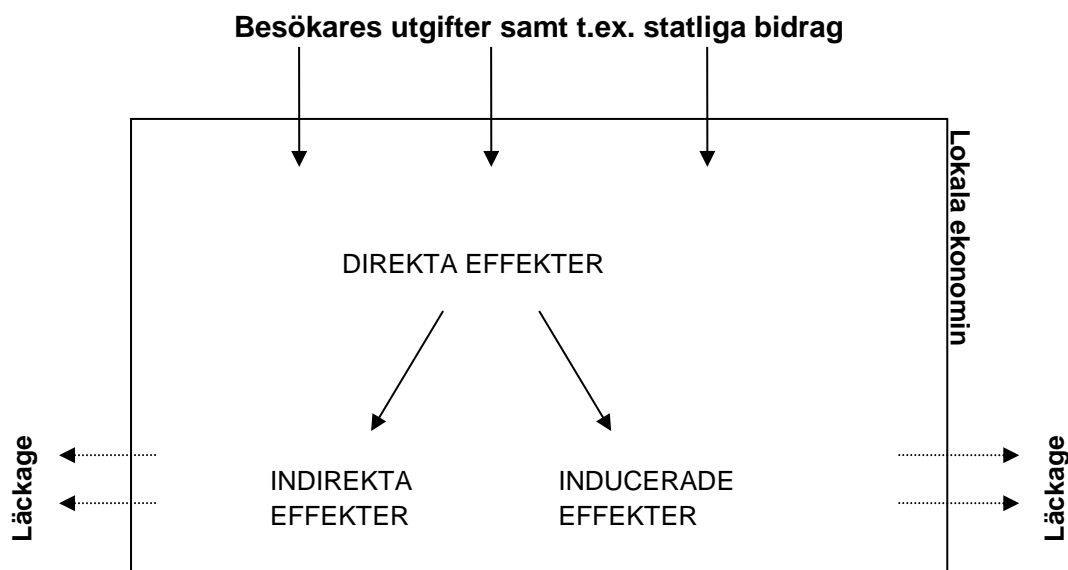 Besökares utgifter samt t.ex. statliga bidrag
Lokala ekonomin
DIREKTA EFFEKTER
Läckage
INDIREKTA
EFFEKTER
INDUCERADE
EFFEKTER
Läckage